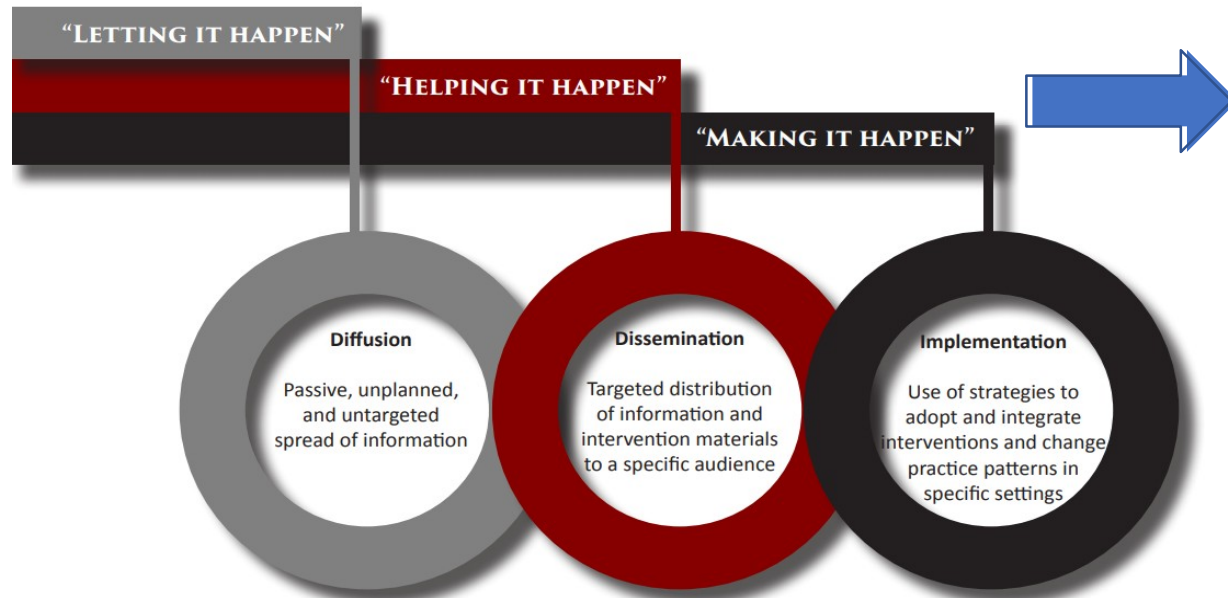 “LETTING IT HAPPEN”
“HELPING IT HAPPEN”
“MAKING IT HAPPEN”
Diffusion
Passive, unplanned,
and untargeted
spread of information
Dissemination
Targeted distribution
of information and
intervention materials
to a specific audience
Implementation
Use of strategies to
adopt and integrate
interventions and change
practice patterns in
specific settings